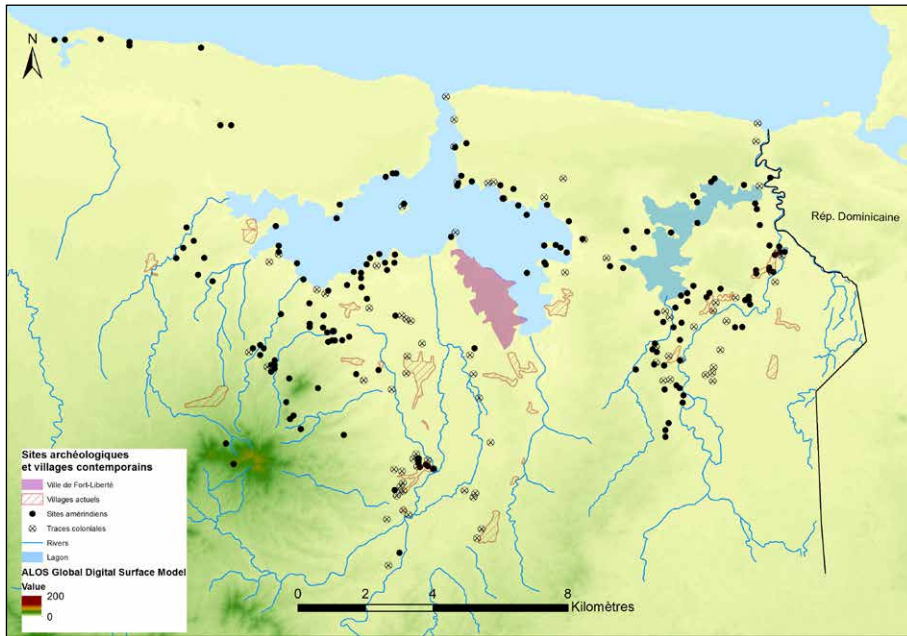 N
Rép. Dominicaine
Sites archéologiques
et villages contemporains
Ville de Fort-Liberté
Villages actuels
Sites amérindiens
Traces coloniales
Rivers
Lagon
ALOS Global Digital Surface Model
Value
200
0
0 2 4 6 8
Kilomètres